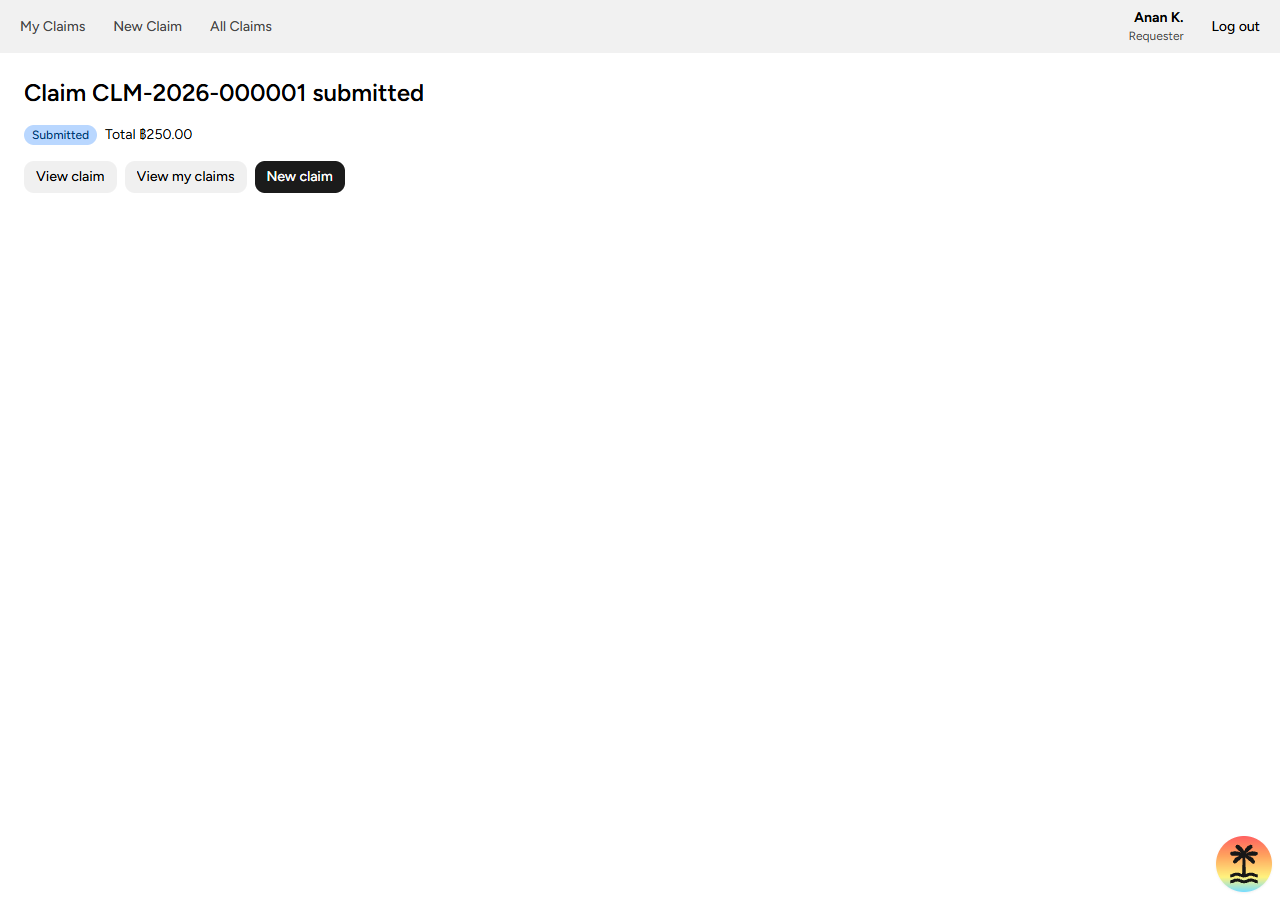 My Claims New Claim All Claims Anan K. Log out
Requester
Claim CLM-2026-000001 submitted
Submitted Total ฿250.00
View claim View my claims New claim